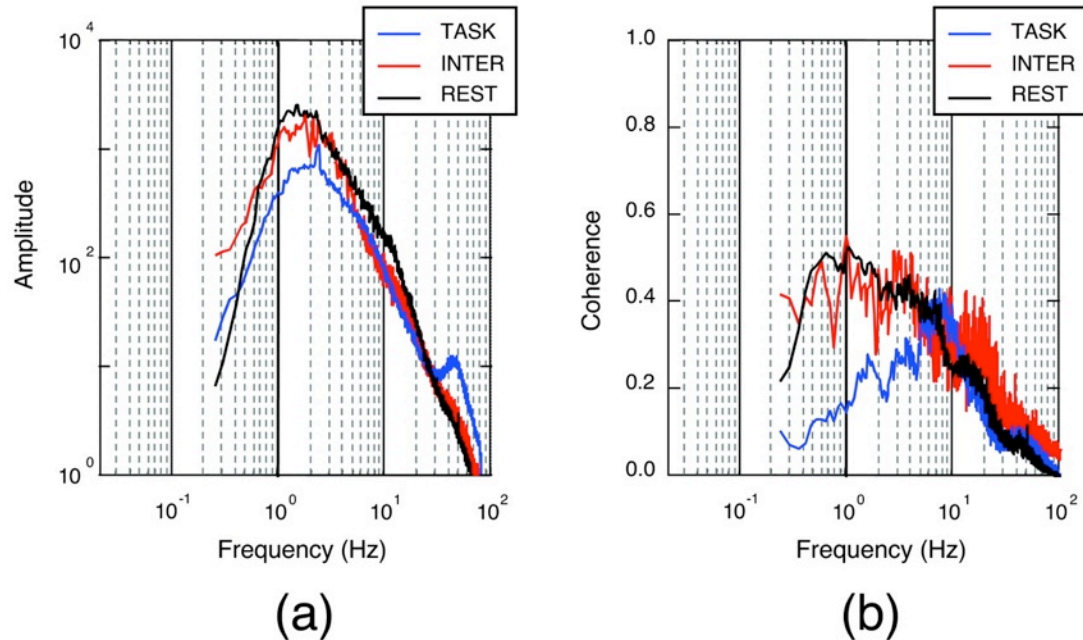 TASK
INTER
REST
10^4
10^2
10^0
Amplitude
10^-1
10^0
10^1
10^2
Frequency (Hz)
(a)
TASK
INTER
REST
1.0
0.8
0.6
0.4
0.2
0.0
Coherence
10^-1
10^0
10^1
10^2
Frequency (Hz)
(b)